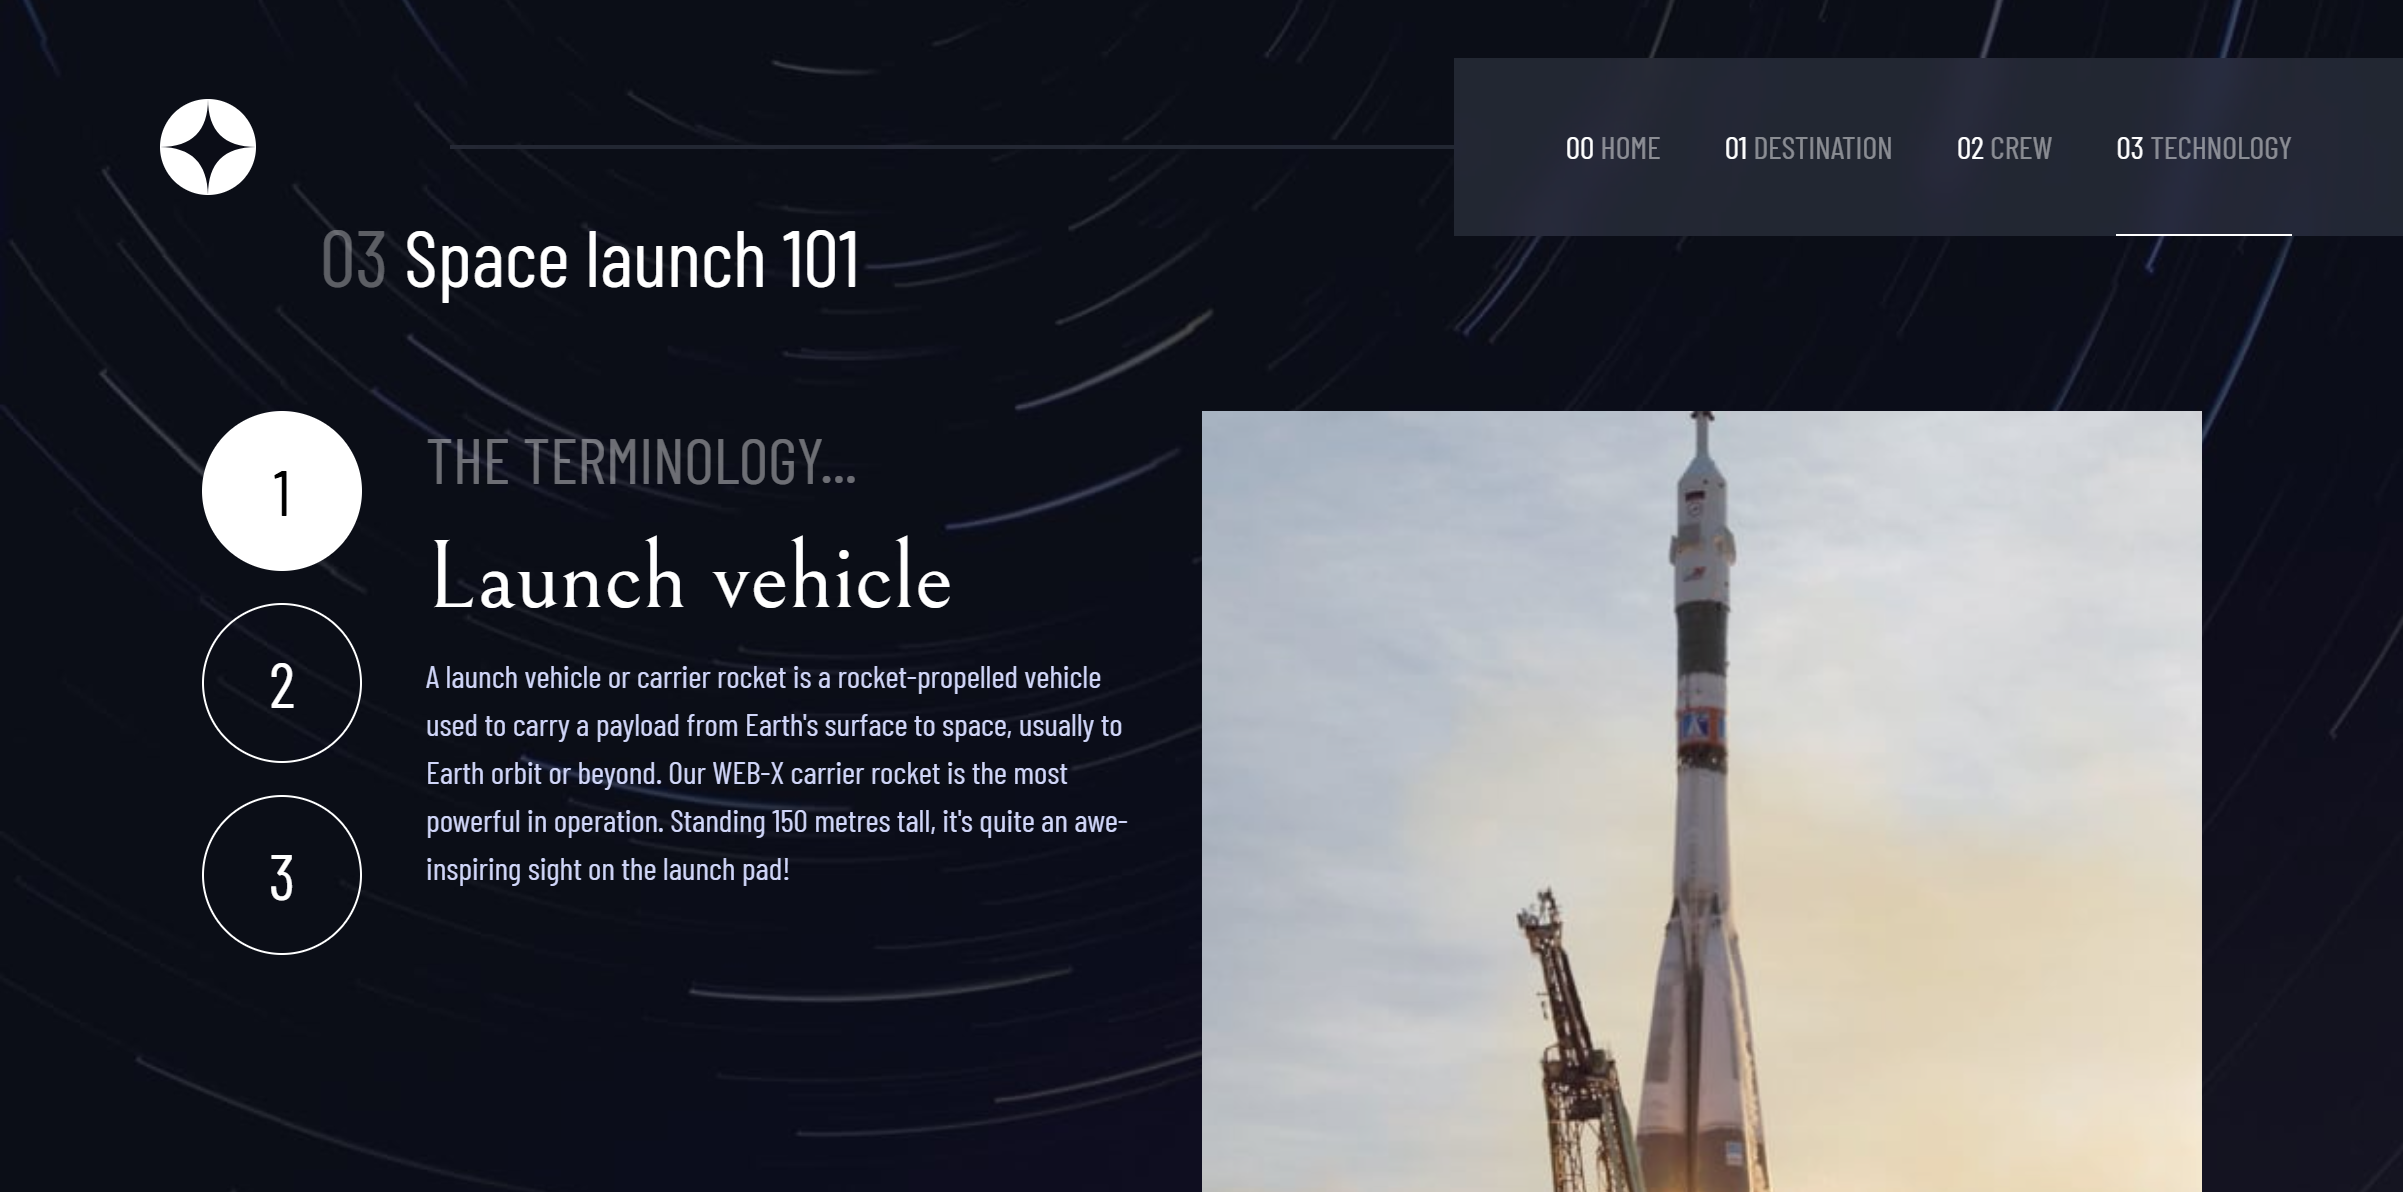 00 HOME 01 DESTINATION 02 CREW 03 TECHNOLOGY
03 Space launch 101
1
2
3
THE TERMINOLOGY...
Launch vehicle
A launch vehicle or carrier rocket is a rocket-propelled vehicle
used to carry a payload from Earth's surface to space, usually to
Earth orbit or beyond. Our WEB-X carrier rocket is the most
powerful in operation. Standing 150 metres tall, it's quite an awe-
inspiring sight on the launch pad!